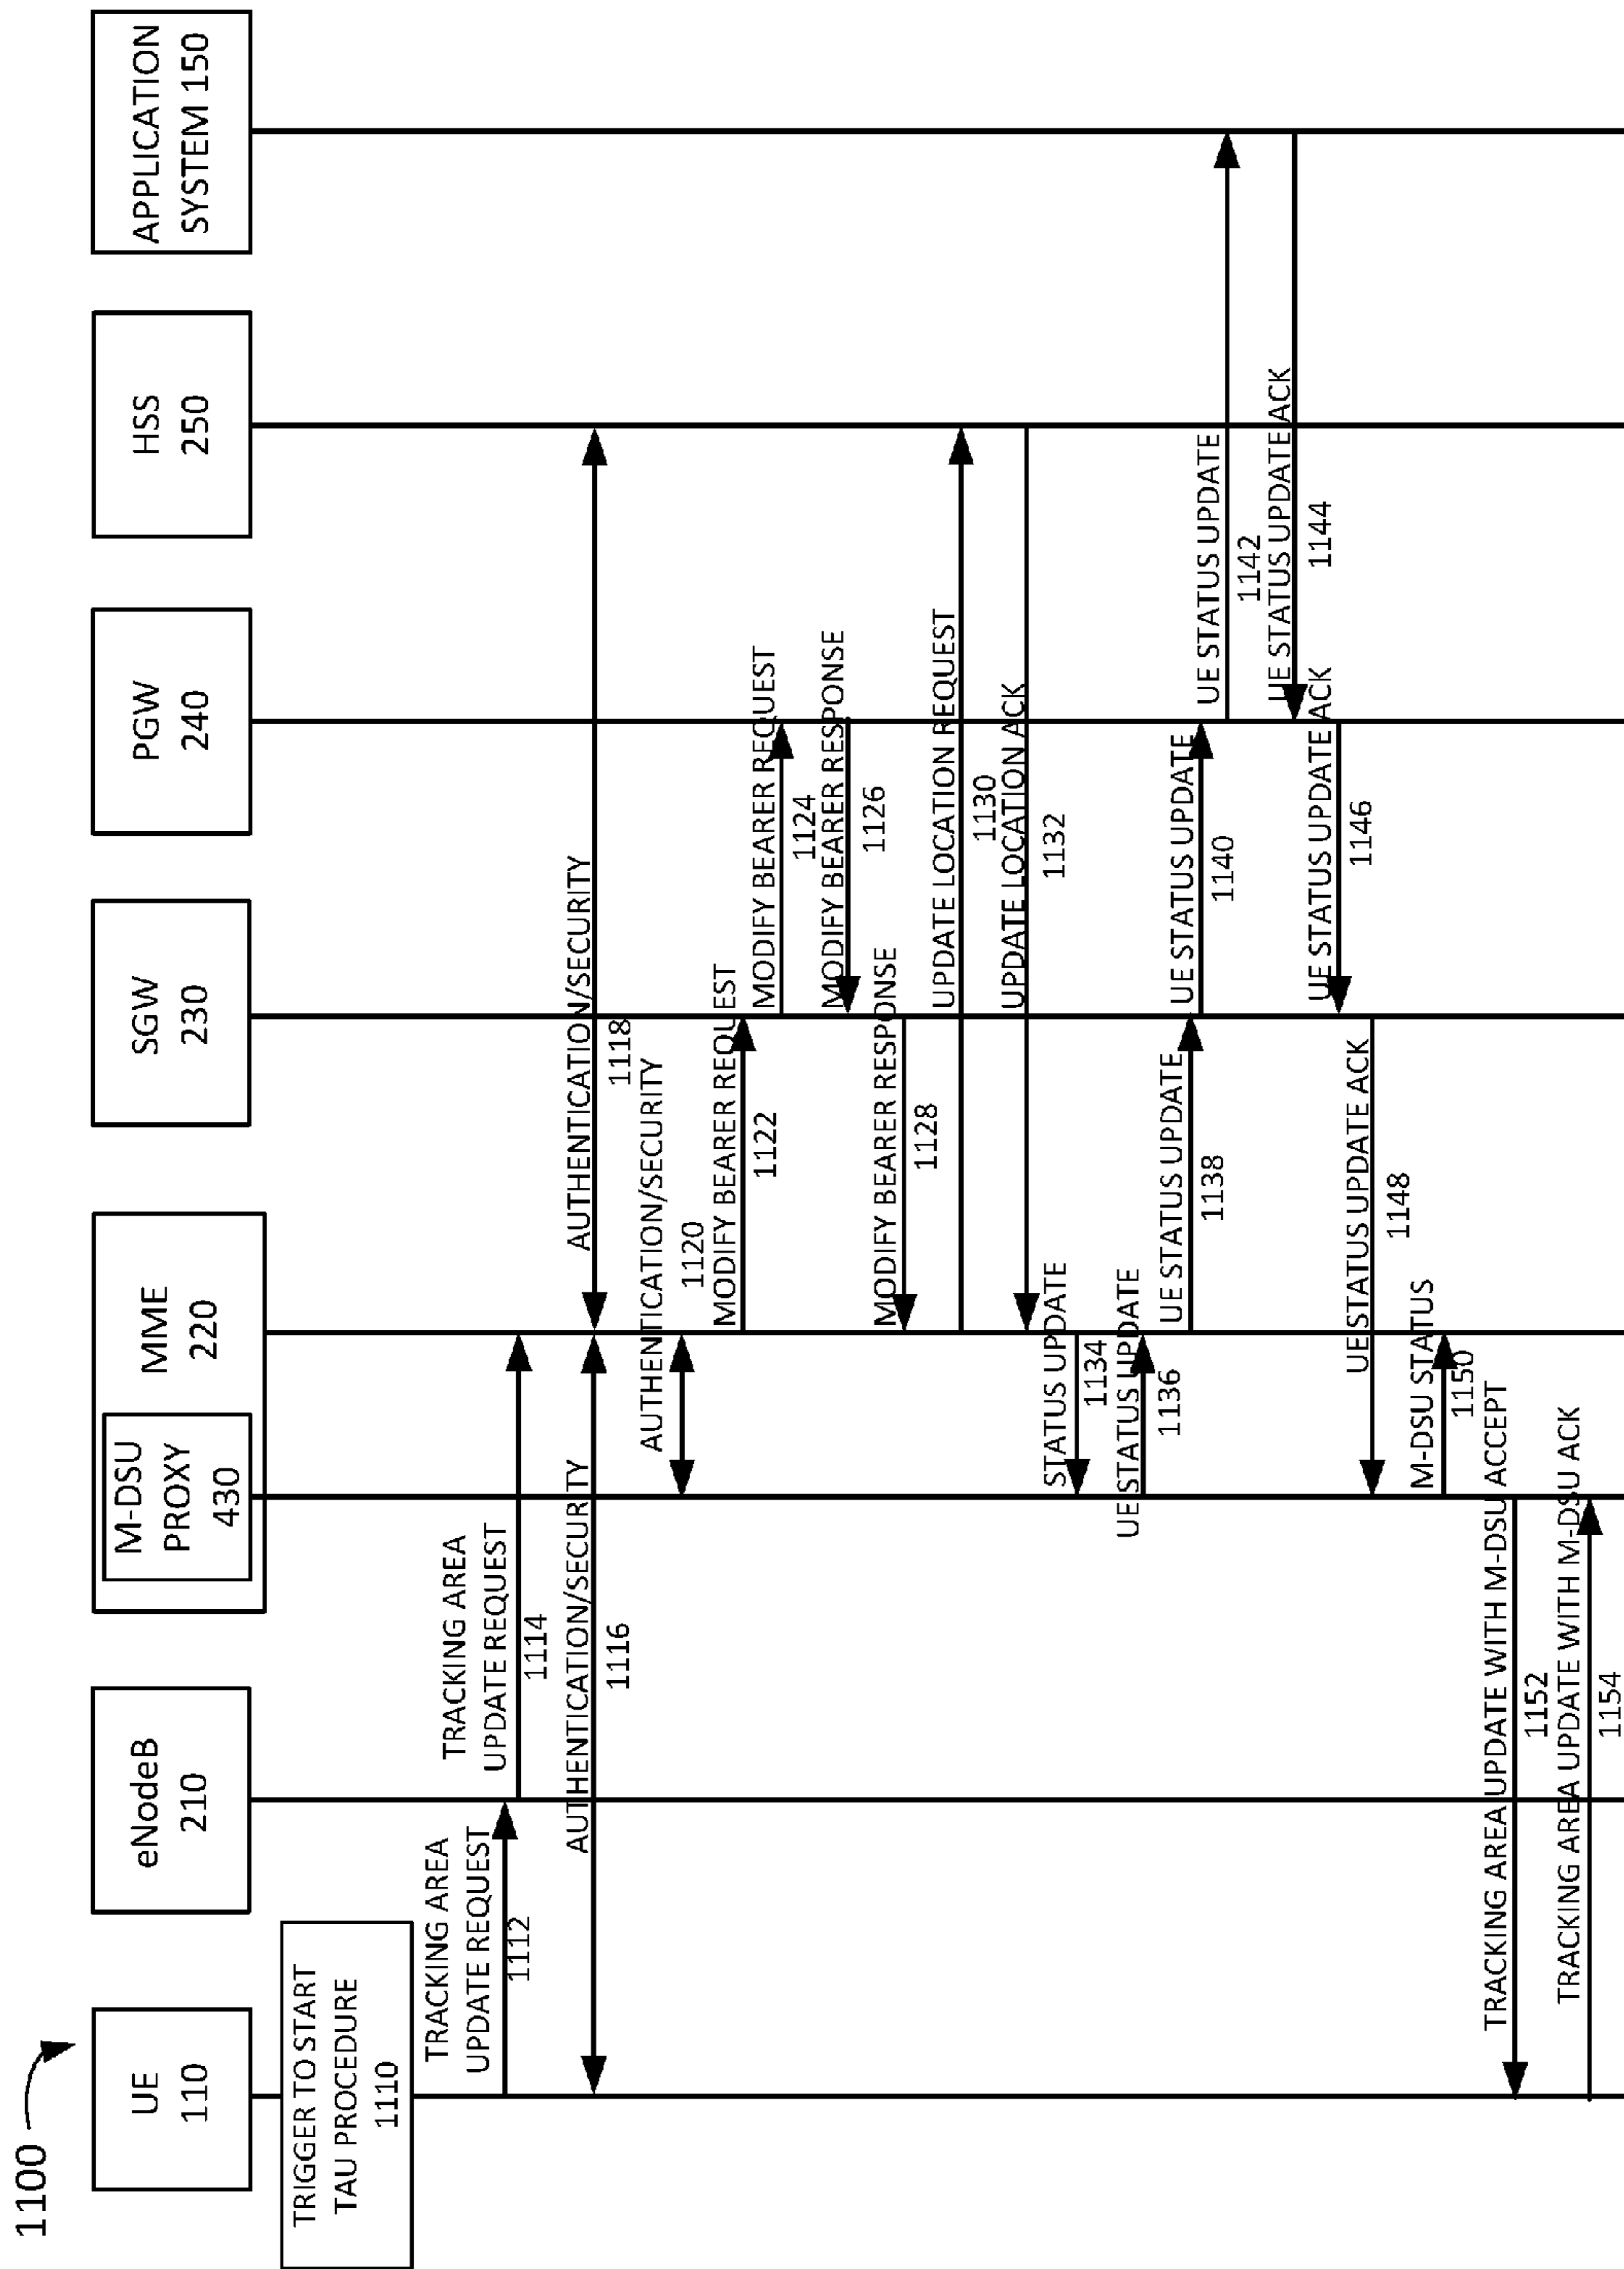 1100
UE
110
eNodeB
210
M-DSU
PROXY
430
MME
220
SGW
230
PGW
240
HSS
250
APPLICATION
SYSTEM 150
TRIGGER TO START
TAU PROCEDURE
1110
TRACKING AREA
UPDATE REQUEST
1112
TRACKING AREA
UPDATE REQUEST
1114
AUTHENTICATION/SECURITY
1116
AUTHENTICATION/SECURITY
1118
AUTHENTICATION/SECURITY
1120
MODIFY BEARER REQUEST
1122
MODIFY BEARER REQUEST
1124
MODIFY BEARER RESPONSE
1126
MODIFY BEARER RESPONSE
1128
UPDATE LOCATION REQUEST
1130
UPDATE LOCATION ACK
1132
STATUS UPDATE
1134
UE STATUS UPDATE
1136
UE STATUS UPDATE
1138
UE STATUS UPDATE
1140
UE STATUS UPDATE
1142
UE STATUS UPDATE ACK
1144
UE STATUS UPDATE ACK
1146
UE STATUS UPDATE ACK
1148
M-DSU STATUS
1150
TRACKING AREA UPDATE WITH M-DSU ACCEPT
1152
TRACKING AREA UPDATE WITH M-DSU ACK
1154